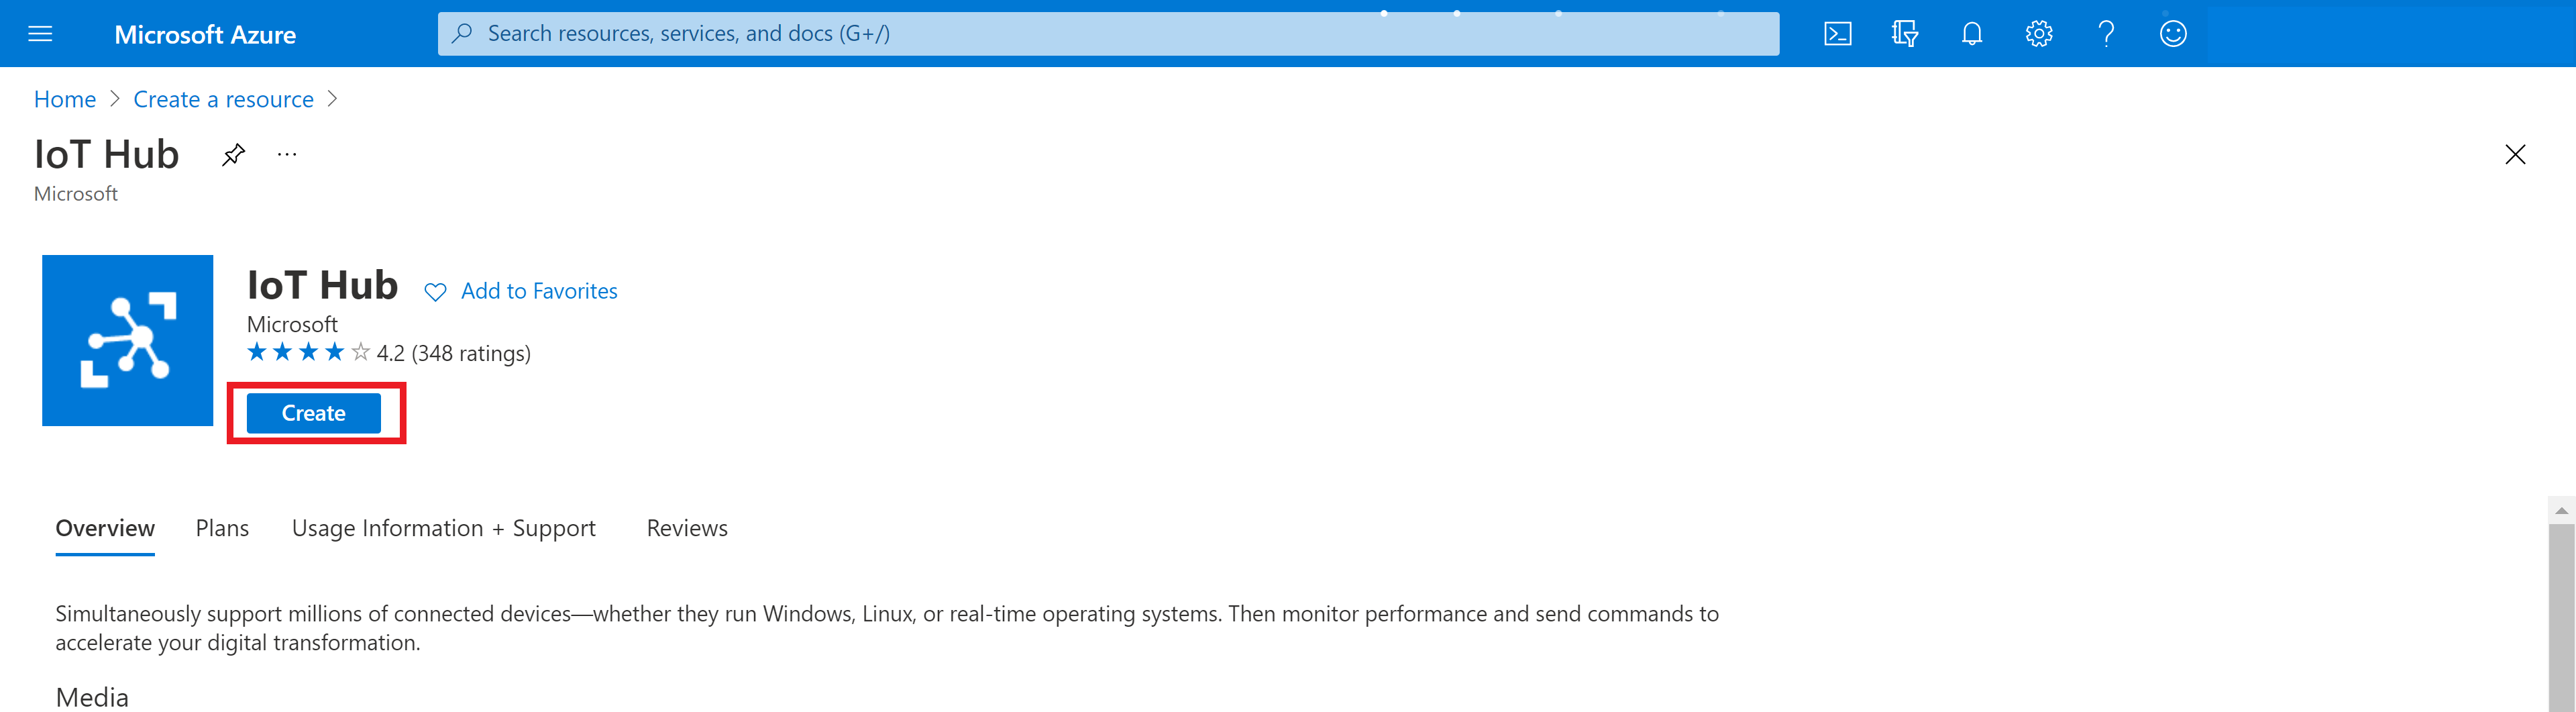 Microsoft Azure
Search resources, services, and docs (G+/)
Home > Create a resource >
IoT Hub
Microsoft
IoT Hub
Add to Favorites
Microsoft
4.2 (348 ratings)
Create
Overview Plans Usage Information + Support Reviews
Simultaneously support millions of connected devices—whether they run Windows, Linux, or real-time operating systems. Then monitor performance and send commands to
accelerate your digital transformation.
Media